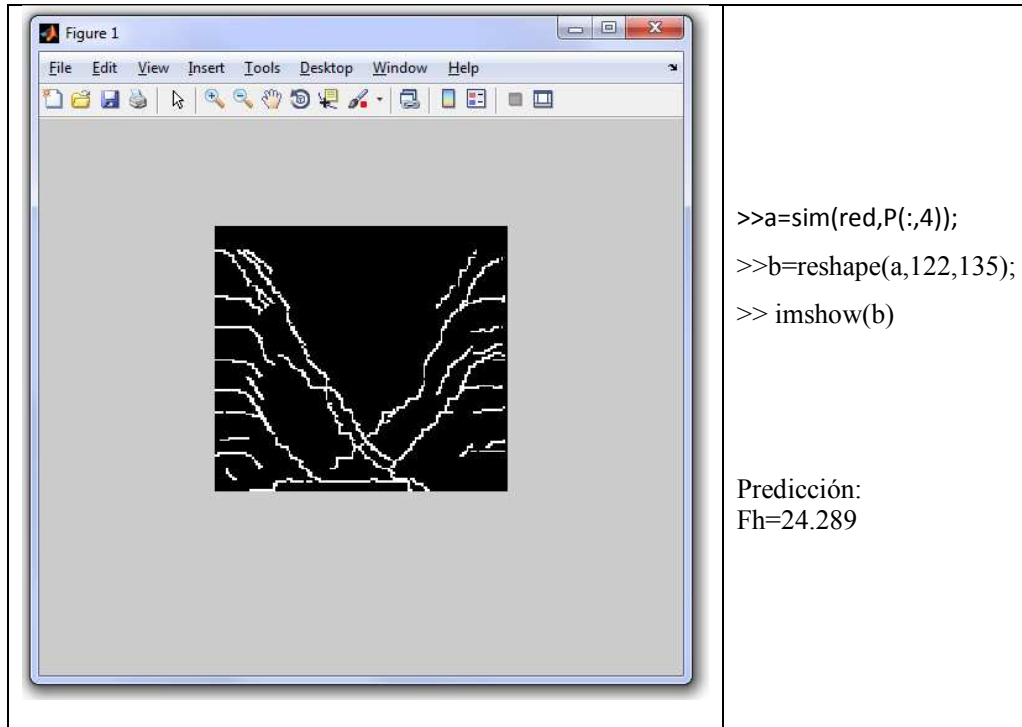 Figure 1
File Edit View Insert Tools Desktop Window Help
>>a=sim(red,P(:,4));
>>b=reshape(a,122,135);
>> imshow(b)
Predicción:
Fh=24.289